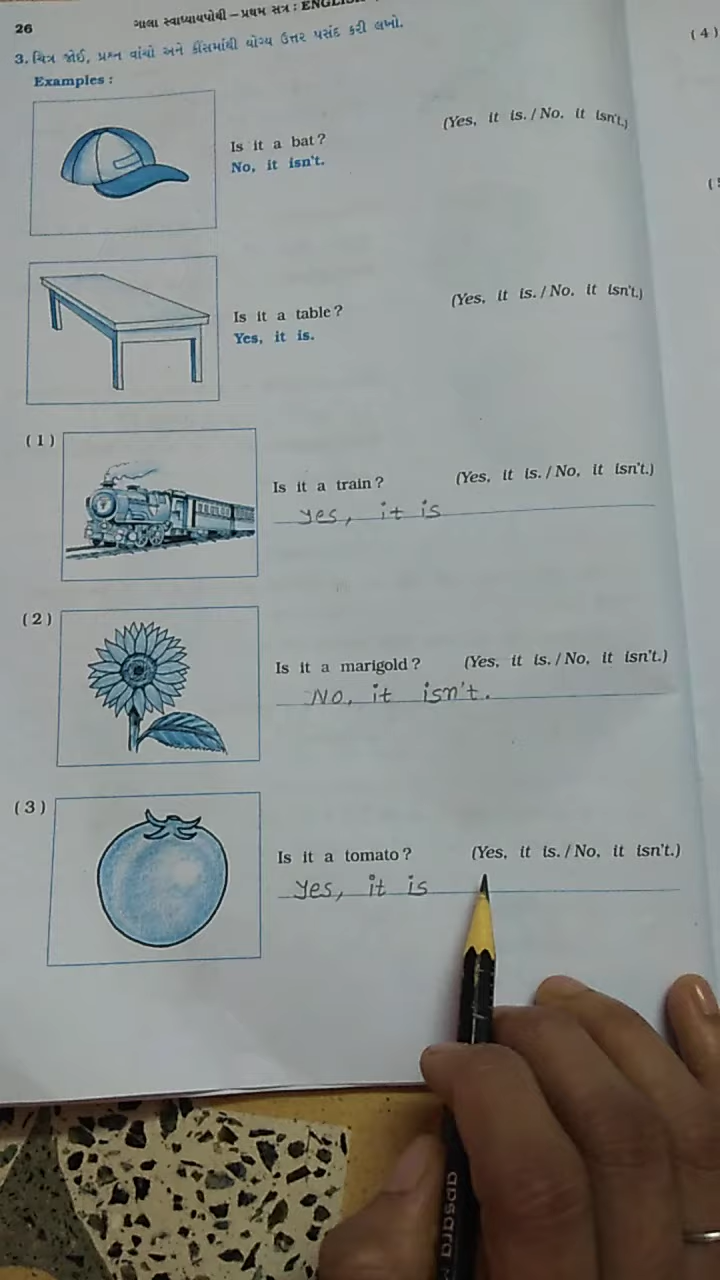 26
ગાલા સ્વાધ્યાયપોથી – પ્રથમ સત્ર : ENGLISH
3. ચિત્ર જોઈ, પ્રશ્ન વાંચો અને કૌંસમાંથી યોગ્ય ઉત્તર પસંદ કરી લખો.
Examples :
Is it a bat? (Yes, it is. / No, it isn't.)
No, it isn't.
Is it a table? (Yes, it is. / No, it isn't.)
Yes, it is.
(1)
Is it a train? (Yes, it is. / No, it isn't.)
Yes, it is
(2)
Is it a marigold? (Yes, it is. / No, it isn't.)
No, it isn't.
(3)
Is it a tomato? (Yes, it is. / No, it isn't.)
Yes, it is
(4)
apsara